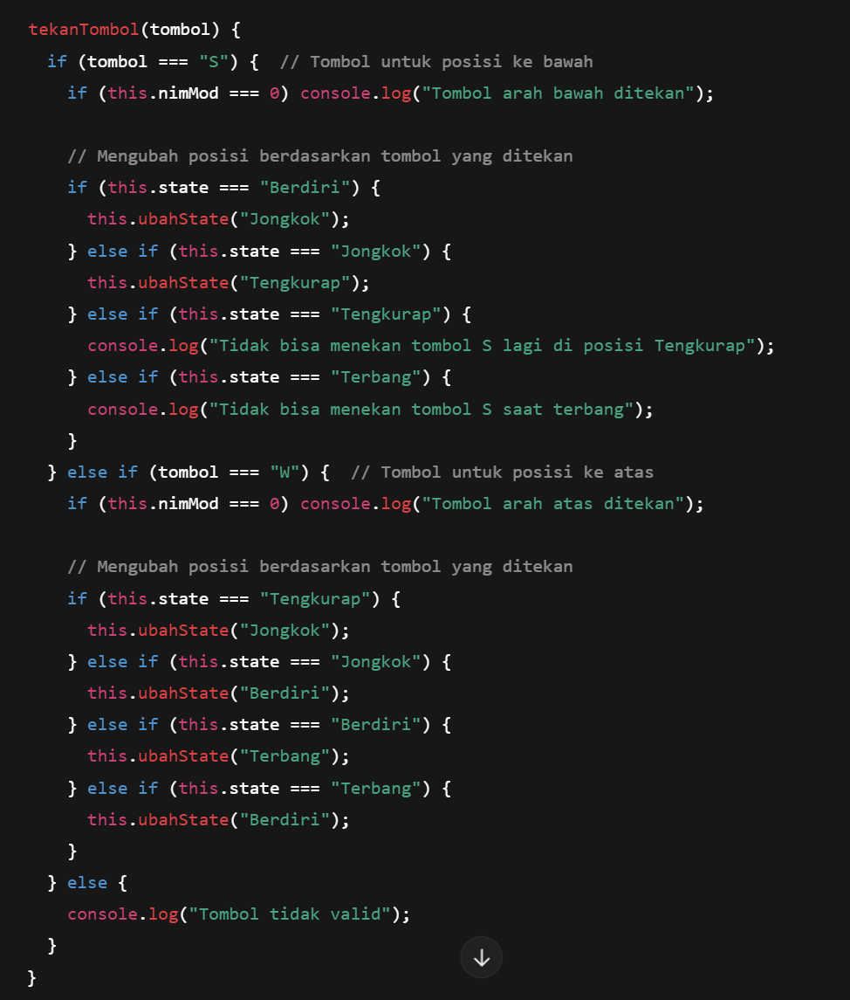 tekanTombol(tombol) {
  if (tombol === "S") {  // Tombol untuk posisi ke bawah
    if (this.nimMod === 0) console.log("Tombol arah bawah ditekan");

    // Mengubah posisi berdasarkan tombol yang ditekan
    if (this.state === "Berdiri") {
      this.ubahState("Jongkok");
    } else if (this.state === "Jongkok") {
      this.ubahState("Tengkurap");
    } else if (this.state === "Tengkurap") {
      console.log("Tidak bisa menekan tombol S lagi di posisi Tengkurap");
    } else if (this.state === "Terbang") {
      console.log("Tidak bisa menekan tombol S saat terbang");
    }
  } else if (tombol === "W") {  // Tombol untuk posisi ke atas
    if (this.nimMod === 0) console.log("Tombol arah atas ditekan");

    // Mengubah posisi berdasarkan tombol yang ditekan
    if (this.state === "Tengkurap") {
      this.ubahState("Jongkok");
    } else if (this.state === "Jongkok") {
      this.ubahState("Berdiri");
    } else if (this.state === "Berdiri") {
      this.ubahState("Terbang");
    } else if (this.state === "Terbang") {
      this.ubahState("Berdiri");
    }
  } else {
    console.log("Tombol tidak valid");
  }
}